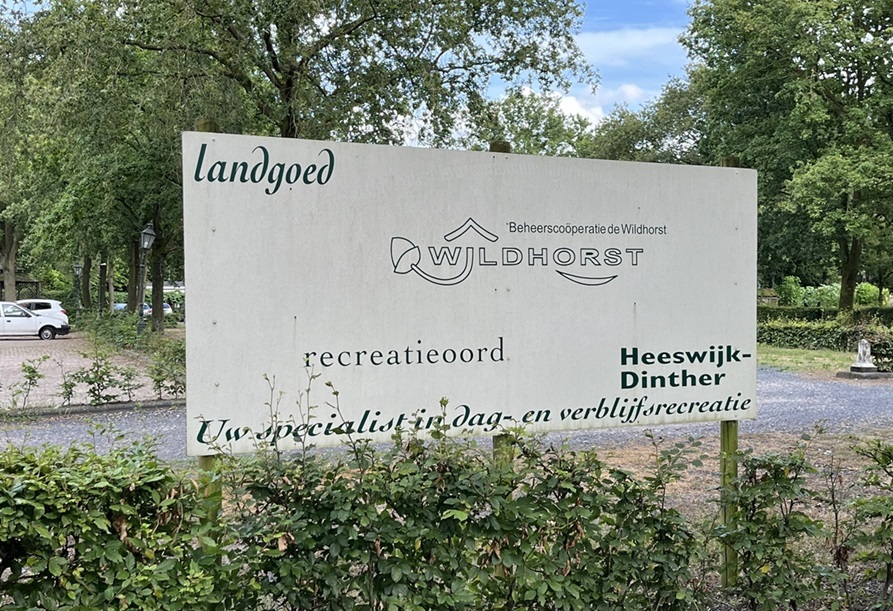 landgoed
'Beheerscoöperatie de Wildhorst
WILDHORST
recreatieoord
Heeswijk-
Dinther
Uw specialist in dag- en verblijfsrecreatie